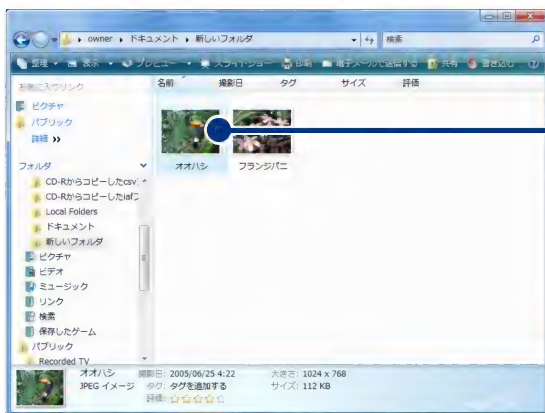 owner ▸ ドキュメント ▸ 新しいフォルダ
検索
整理 表示 プレビュー スライドショー 印刷 電子メールで送信する 共有 書き込む
お気に入りリンク
名前 撮影日 タグ サイズ 評価
ピクチャ
パブリック
詳細 »
オオハシ フランジパニ
フォルダ
CD-Rからコピーしたcsv
CD-Rからコピーしたiaf
Local Folders
ドキュメント
新しいフォルダ
ピクチャ
ビデオ
ミュージック
リンク
検索
保存したゲーム
パブリック
Recorded TV
オオハシ 撮影日: 2005/06/25 4:22 大きさ: 1024 x 768
JPEG イメージ タグ: タグを追加する サイズ: 112 KB
評価: